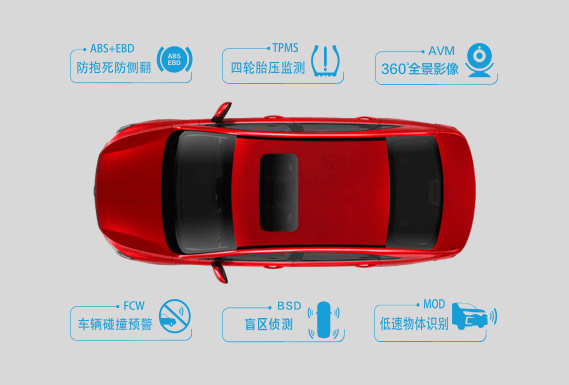 ABS+EBD
防抱死防侧翻
ABS
EBD
TPMS
四轮胎压监测
AVM
360°全景影像
FCW
车辆碰撞预警
BSD
盲区侦测
MOD
低速物体识别